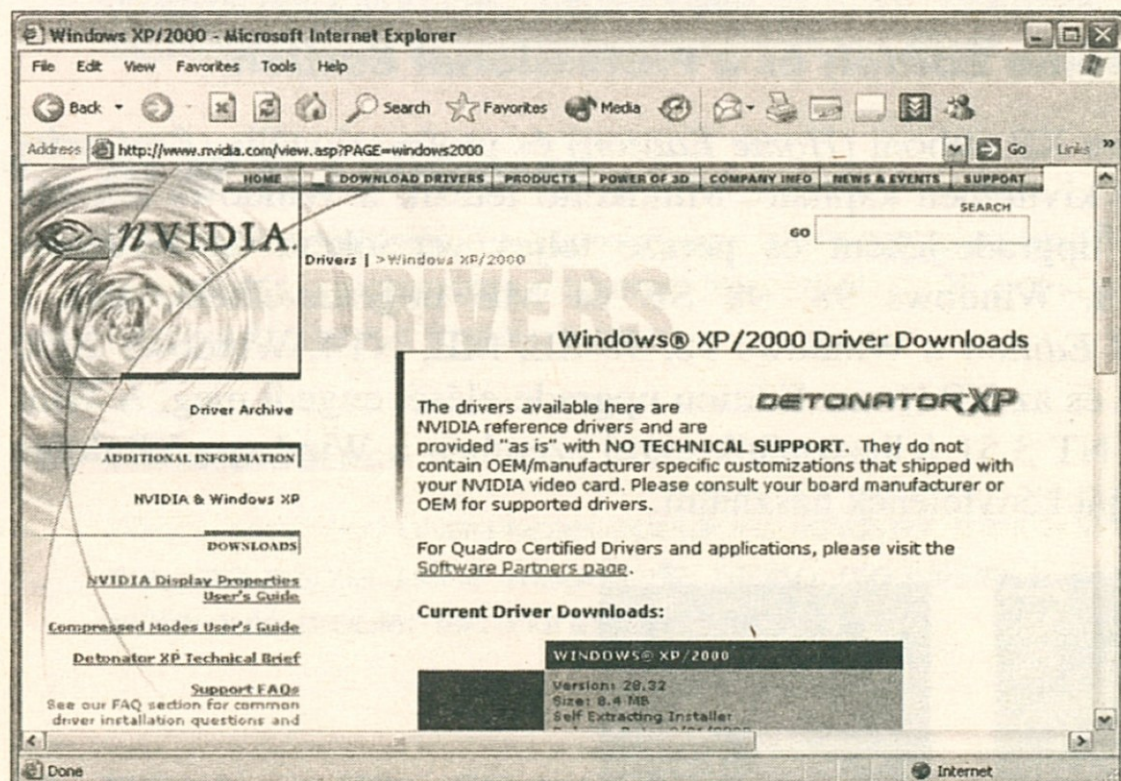 Windows XP/2000 - Microsoft Internet Explorer
File Edit View Favorites Tools Help
Back Search Favorites Media
Address http://www.nvidia.com/view.asp?PAGE=windows2000 Go Links »
HOME DOWNLOAD DRIVERS PRODUCTS POWER OF 3D COMPANY INFO NEWS & EVENTS SUPPORT
SEARCH
GO
nVIDIA.
Drivers | >Windows XP/2000
DRIVERS
Windows® XP/2000 Driver Downloads
DETONATOR XP
Driver Archive
ADDITIONAL INFORMATION
NVIDIA & Windows XP
DOWNLOADS
NVIDIA Display Properties
User's Guide
Compressed Modes User's Guide
Detonator XP Technical Brief
Support FAQs
See our FAQ section for common
driver installation questions and
The drivers available here are
NVIDIA reference drivers and are
provided "as is" with NO TECHNICAL SUPPORT. They do not
contain OEM/manufacturer specific customizations that shipped with
your NVIDIA video card. Please consult your board manufacturer or
OEM for supported drivers.
For Quadro Certified Drivers and applications, please visit the
Software Partners page.
Current Driver Downloads:
WINDOWS® XP/2000
Version: 28.32
Size: 8.4 MB
Self Extracting Installer
Done Internet